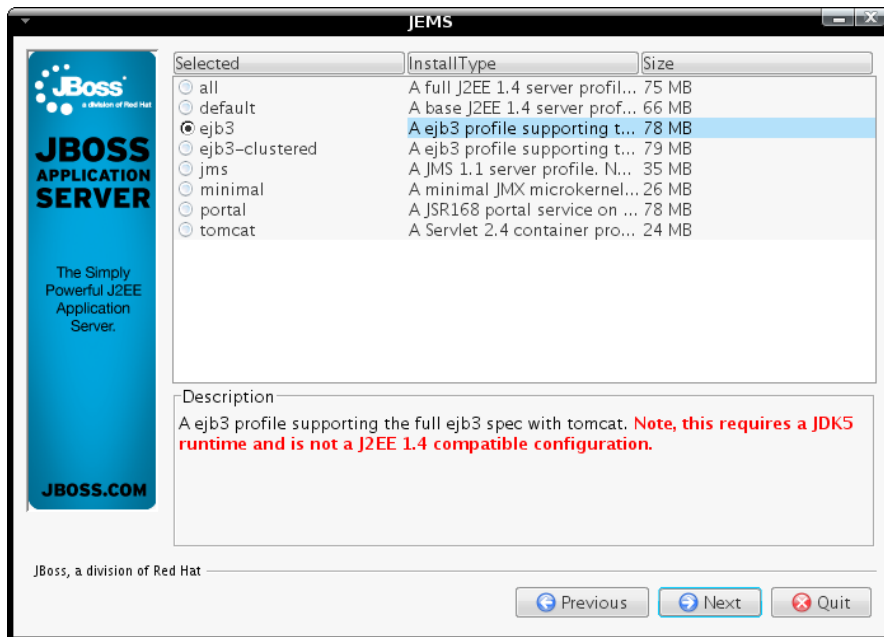 JEMS
JBoss
a division of Red Hat
JBOSS
APPLICATION
SERVER
The Simply
Powerful J2EE
Application
Server.
JBOSS.COM
Selected InstallType Size
all A full J2EE 1.4 server profil... 75 MB
default A base J2EE 1.4 server prof... 66 MB
ejb3 A ejb3 profile supporting t... 78 MB
ejb3-clustered A ejb3 profile supporting t... 79 MB
jms A JMS 1.1 server profile. N... 35 MB
minimal A minimal JMX microkernel... 26 MB
portal A JSR168 portal service on ... 78 MB
tomcat A Servlet 2.4 container pro... 24 MB
Description
A ejb3 profile supporting the full ejb3 spec with tomcat. Note, this requires a JDK5
runtime and is not a J2EE 1.4 compatible configuration.
JBoss, a division of Red Hat
Previous Next Quit